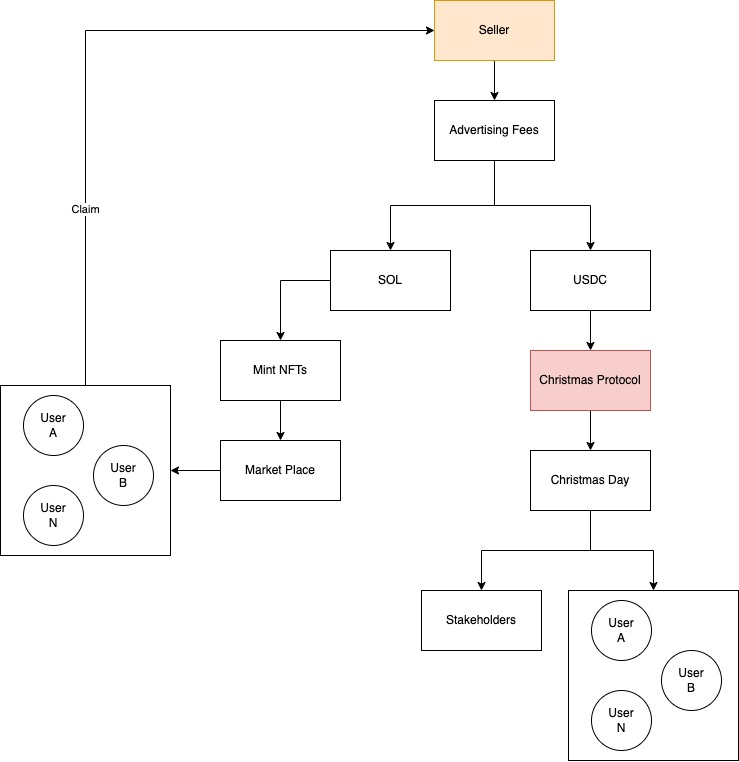 Seller
Advertising Fees
Claim
SOL
USDC
Mint NFTs
Christmas Protocol
User
A
User
B
User
N
Market Place
Christmas Day
Stakeholders
User
A
User
B
User
N